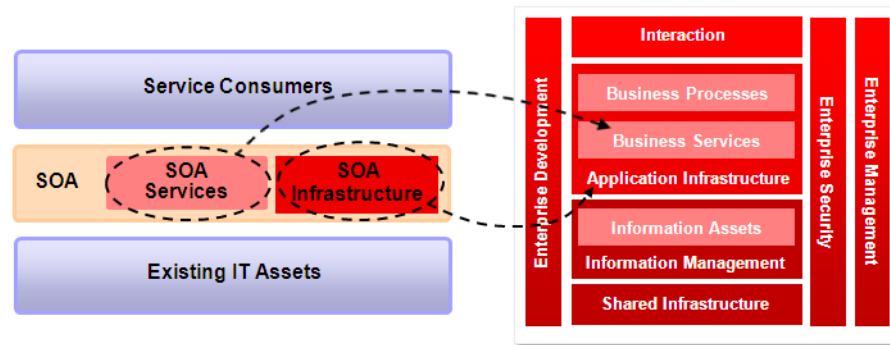 Service Consumers
SOA
SOA
Services
SOA
Infrastructure
Existing IT Assets
Enterprise Development
Interaction
Business Processes
Business Services
Application Infrastructure
Information Assets
Information Management
Shared Infrastructure
Enterprise Security
Enterprise Management